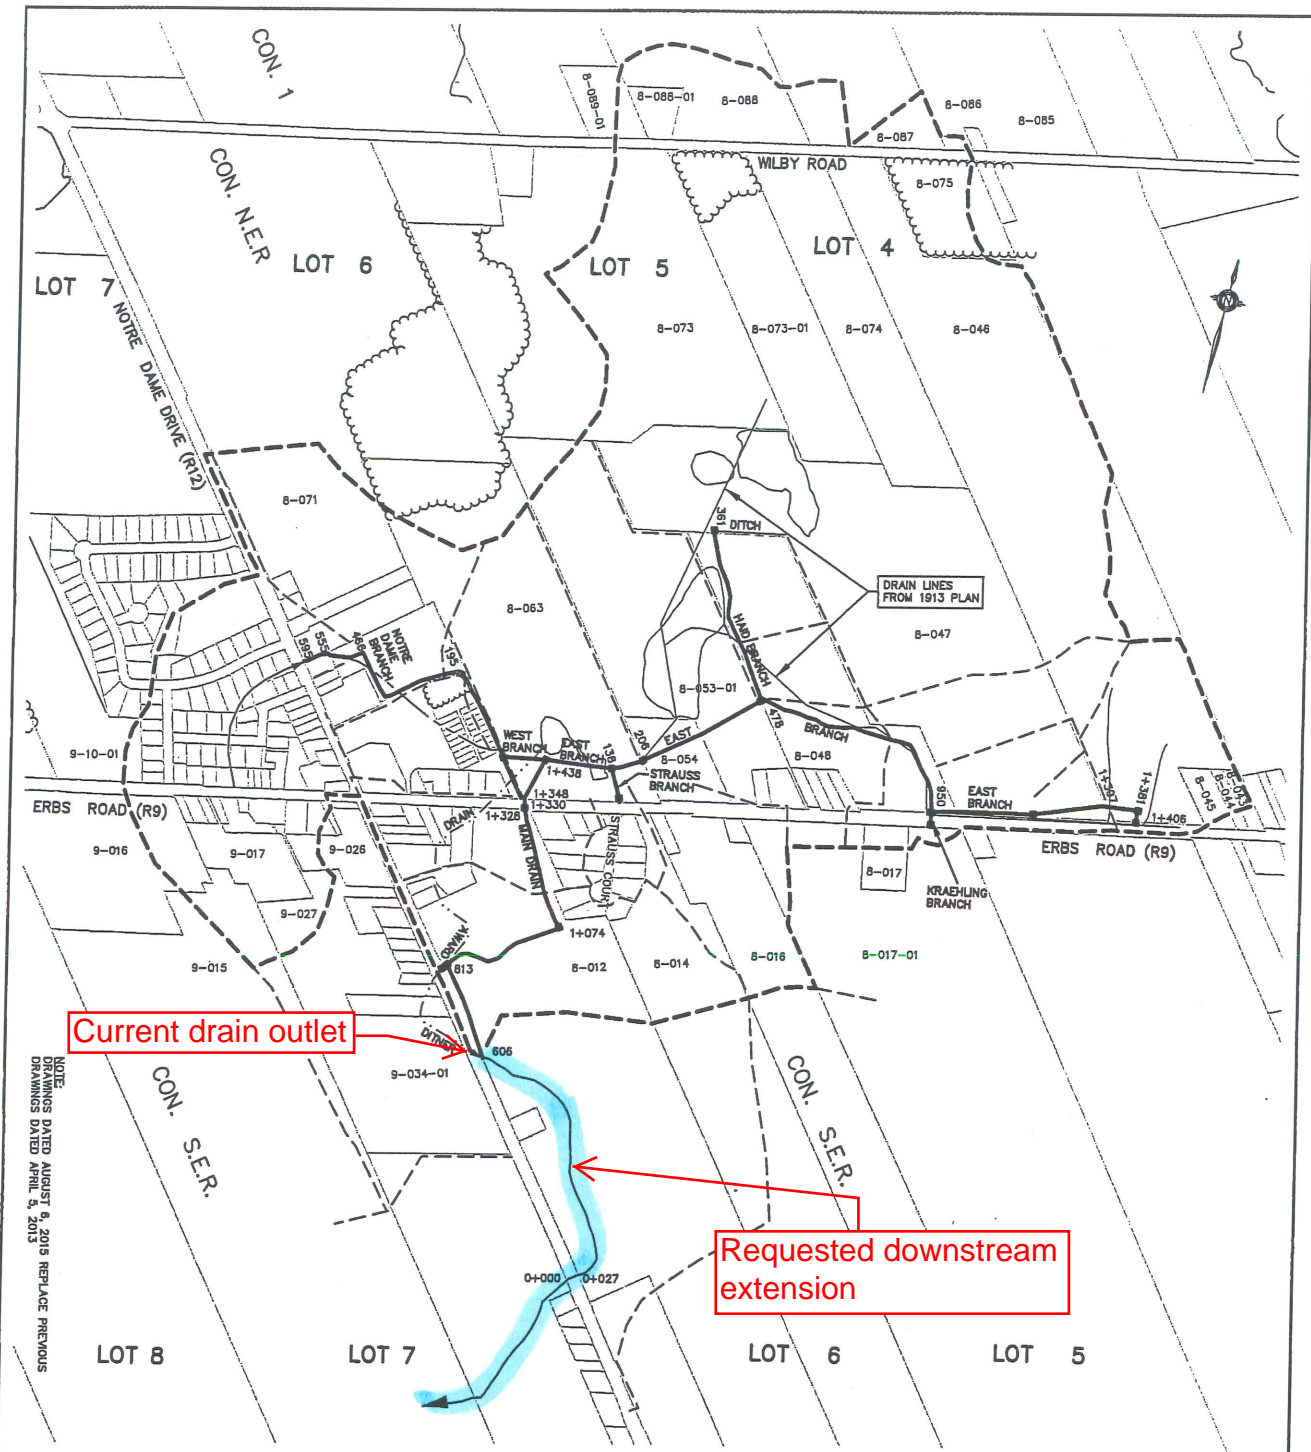 CON. 1
8-089-01
8-088-01
8-088
8-086
8-087
8-085
WILBY ROAD
8-075
CON. N.E.R
LOT 7
LOT 6
LOT 5
LOT 4
N
NOTRE DAME DRIVE (R12)
8-073
8-073-01
8-074
8-046
8-071
361
DITCH
DRAIN LINES
FROM 1913 PLAN
8-063
HAID BRANCH
8-047
595
555
466
NOTRE
DAME
BRANCH
195
8-053-01
478
WEST
BRANCH
EAST
BRANCH
138
206
EAST
BRANCH
8-054
8-048
1+438
STRAUSS
BRANCH
9-10-01
ERBS ROAD (R9)
1+348
1+330
1+328
DRAIN
MAIN DRAIN
STRAUSS COURT
950
EAST
BRANCH
1+397
1+381
1+406
8-045
8-044
8-043
ERBS ROAD (R9)
9-016
9-017
9-026
8-017
KRAEHLING
BRANCH
9-027
1+074
AWARD
813
9-015
8-012
8-014
8-016
8-017-01
Current drain outlet
DITNER
606
9-034-01
CON. S.E.R.
CON. S.E.R.
NOTE:
DRAWINGS DATED AUGUST 6, 2015 REPLACE PREVIOUS
DRAWINGS DATED APRIL 5, 2013
Requested downstream
extension
0+000
0+027
LOT 8
LOT 7
LOT 6
LOT 5